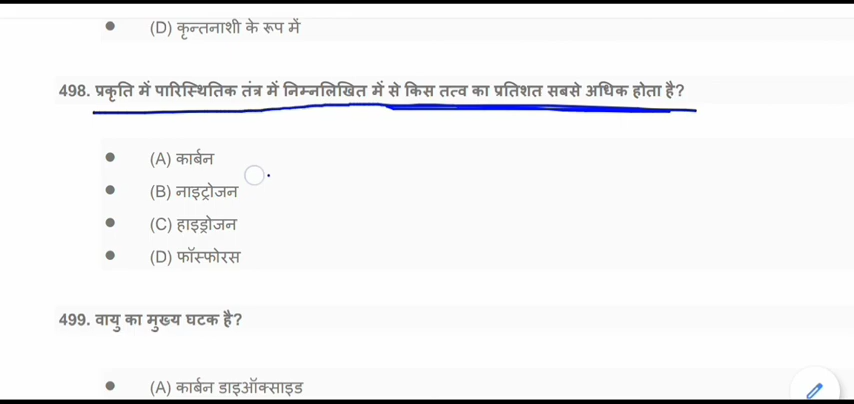 (D) कृन्तनाशी के रूप में
498. प्रकृति में पारिस्थितिक तंत्र में निम्नलिखित में से किस तत्व का प्रतिशत सबसे अधिक होता है?
(A) कार्बन
(B) नाइट्रोजन
(C) हाइड्रोजन
(D) फॉस्फोरस
499. वायु का मुख्य घटक है?
(A) कार्बन डाइऑक्साइड